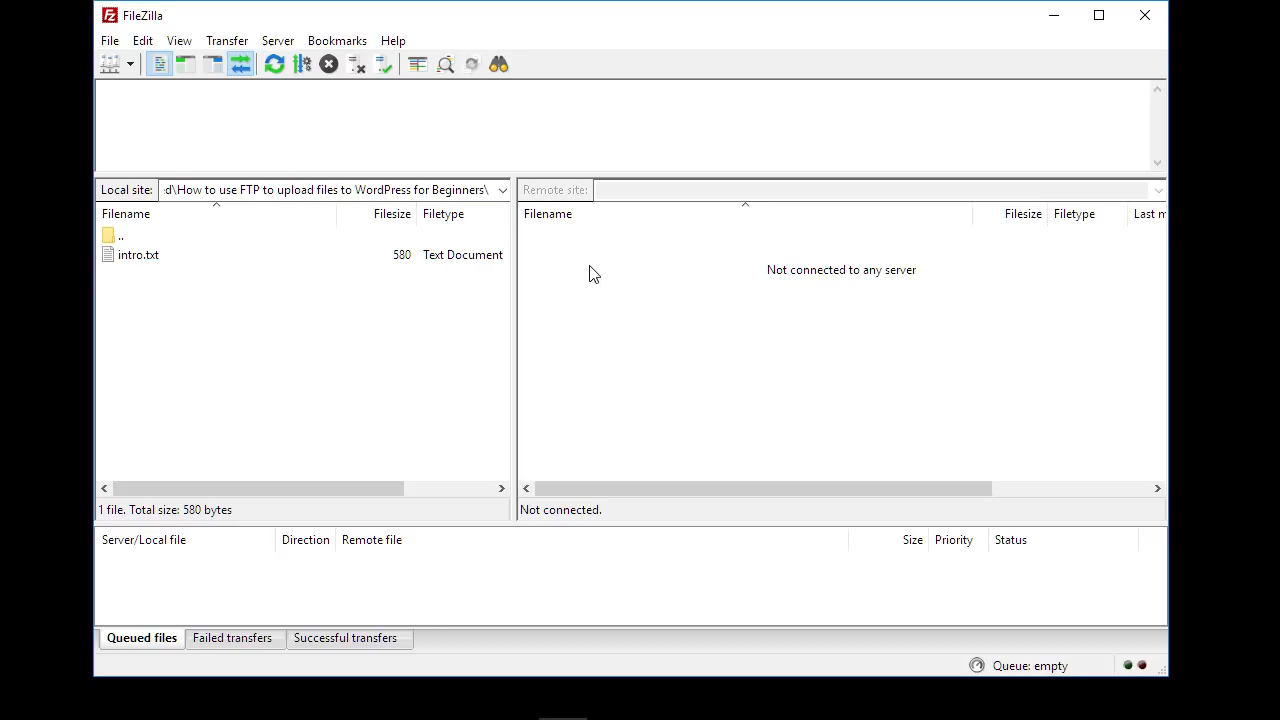 FileZilla
File Edit View Transfer Server Bookmarks Help
Local site: :d\How to use FTP to upload files to WordPress for Beginners\ Remote site:
Filename Filesize Filetype Filename Filesize Filetype Last m
..
intro.txt 580 Text Document
Not connected to any server
1 file. Total size: 580 bytes Not connected.
Server/Local file Direction Remote file Size Priority Status
Queued files Failed transfers Successful transfers
Queue: empty